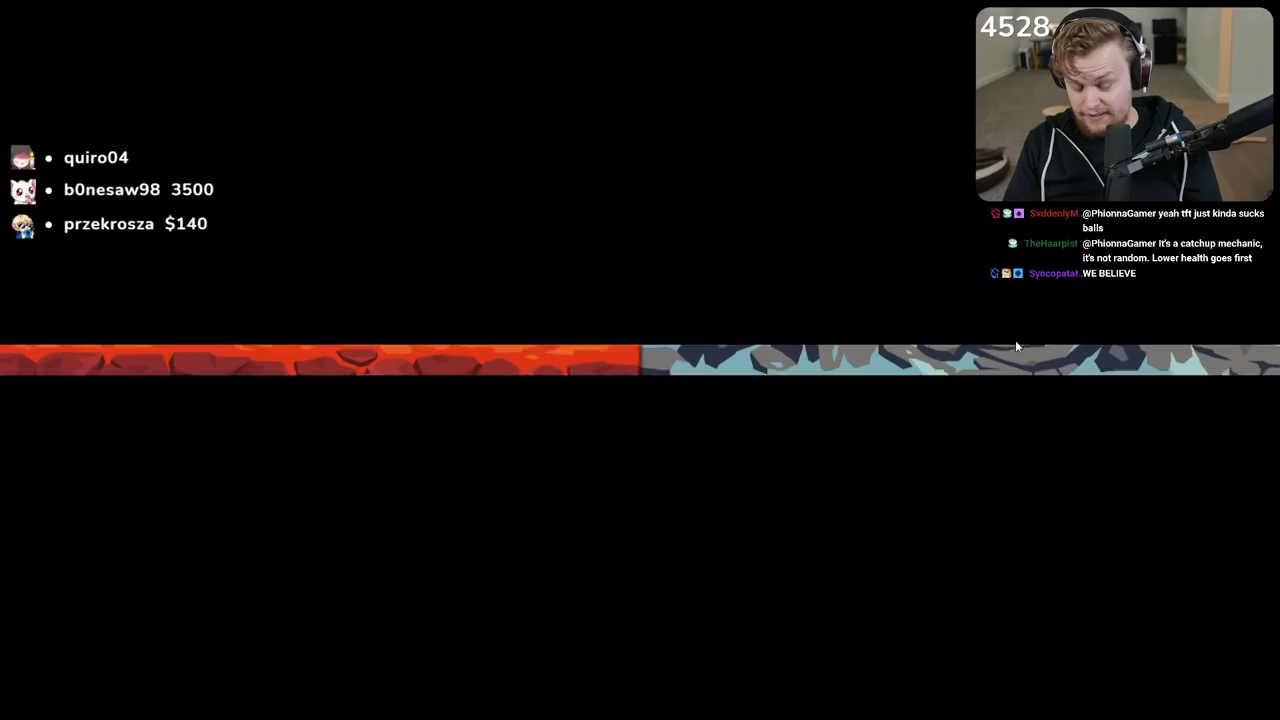 4528
• quiro04
• b0nesaw98 3500
• przekrosza $140
SvddenlyM.. @PhionnaGamer yeah tft just kinda sucks
balls
TheHaarpist @PhionnaGamer It's a catchup mechanic,
it's not random. Lower health goes first
Syncopatat.. WE BELIEVE